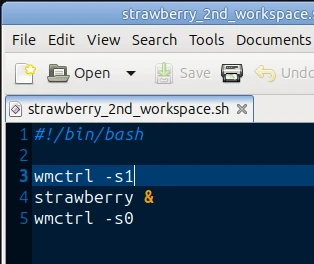 strawberry_2nd_workspace.s
File Edit View Search Tools Documents
Open Save Undo
strawberry_2nd_workspace.sh
1 #!/bin/bash
2
3 wmctrl -s1
4 strawberry &
5 wmctrl -s0